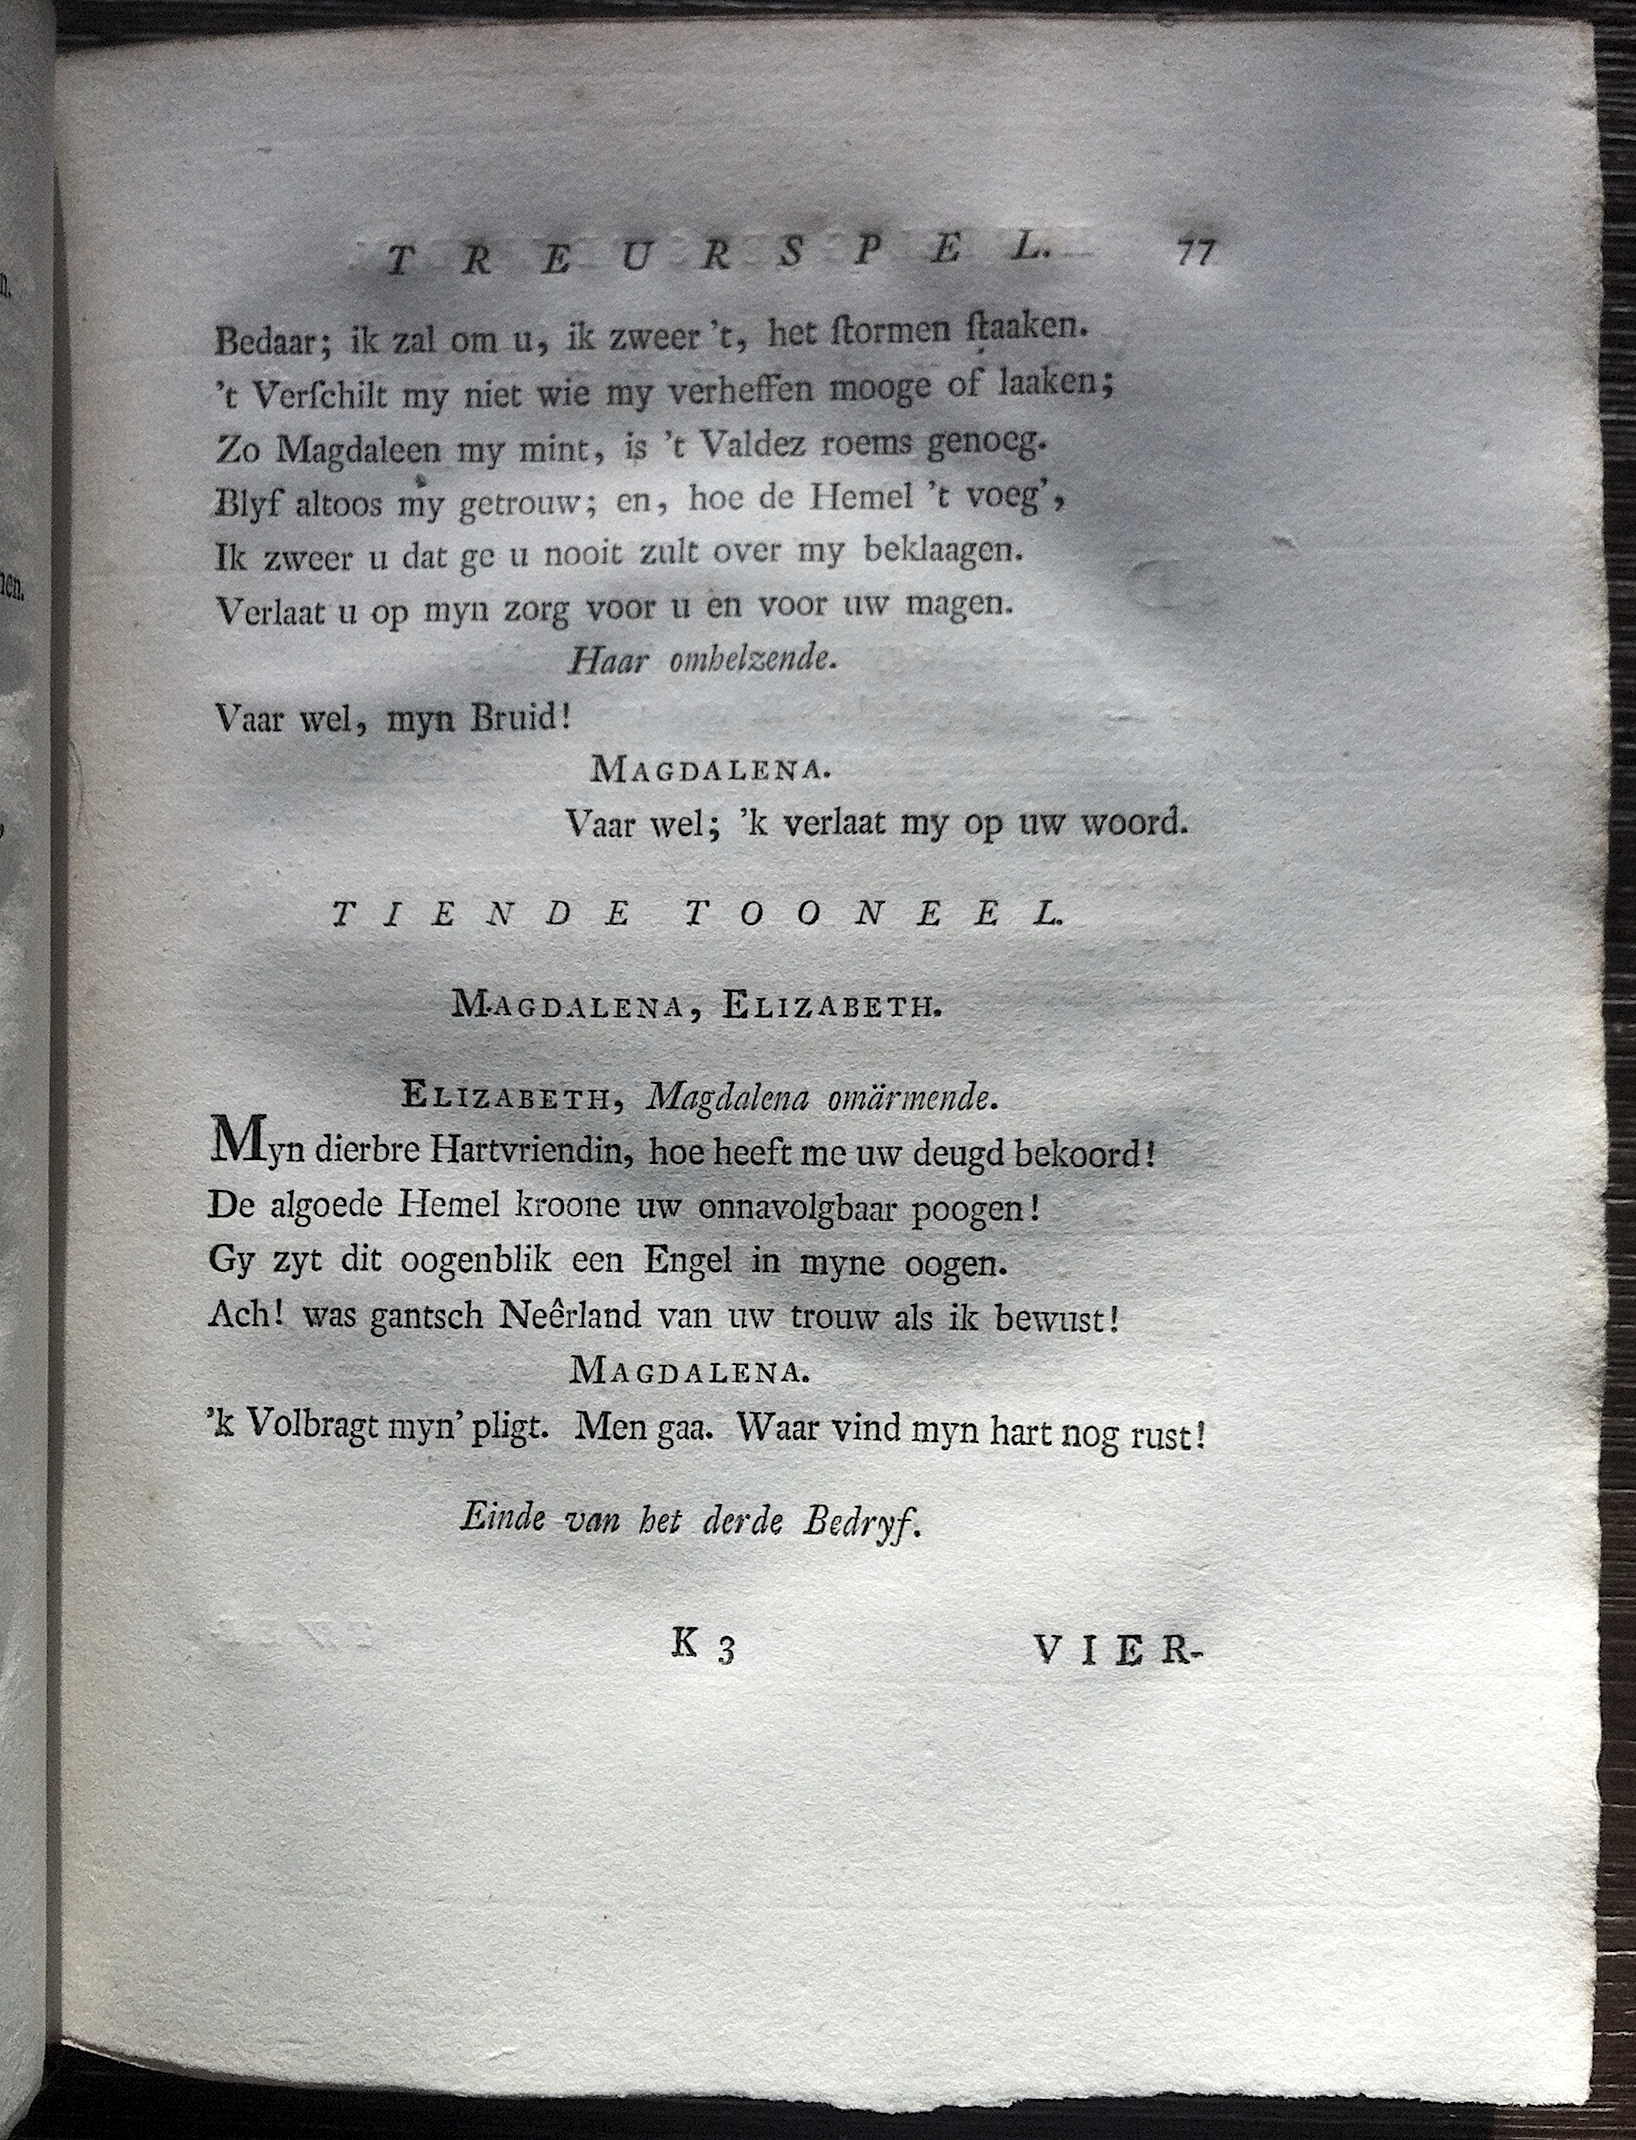 TREURSPEL. 77
Bedaar; ik zal om u, ik zweer 't, het ſtormen ſtaaken.
't Verſchilt my niet wie my verheffen mooge of laaken;
Zo Magdaleen my mint, is 't Valdez roems genoeg.
Blyf altoos my getrouw; en, hoe de Hemel 't voeg',
Ik zweer u dat ge u nooit zult over my beklaagen.
Verlaat u op myn zorg voor u en voor uw magen.
Haar omhelzende.
Vaar wel, myn Bruid!
MAGDALENA.
Vaar wel; 'k verlaat my op uw woord.
TIENDE TOONEEL.
MAGDALENA, ELIZABETH.
ELIZABETH, Magdalena omärmende.
Myn dierbre Hartvriendin, hoe heeft me uw deugd bekoord!
De algoede Hemel kroone uw onnavolgbaar poogen!
Gy zyt dit oogenblik een Engel in myne oogen.
Ach! was gantsch Neêrland van uw trouw als ik bewust!
MAGDALENA.
'k Volbragt myn' pligt. Men gaa. Waar vind myn hart nog rust!
Einde van het derde Bedryf.
K 3 VIER-